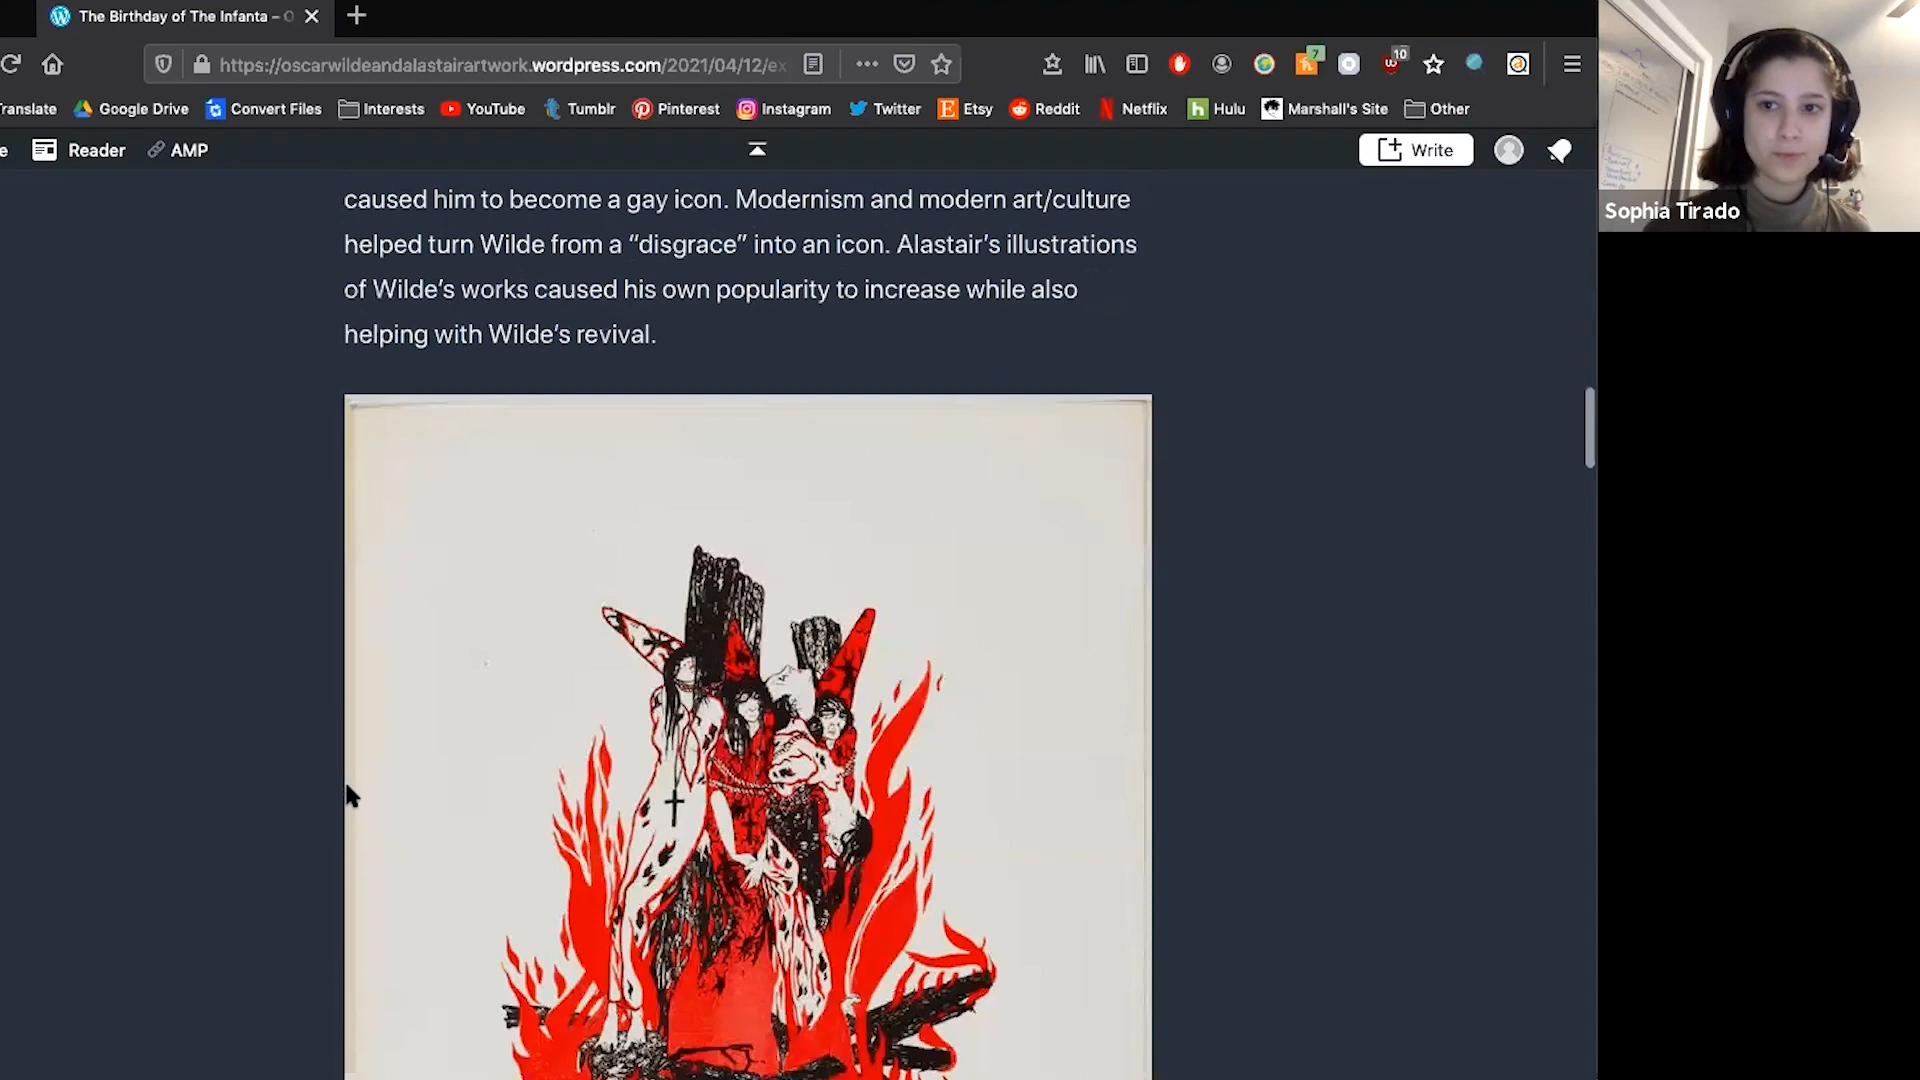 The Birthday of The Infanta – O
https://oscarwildeandalastairartwork.wordpress.com/2021/04/12/ex
7
10
ranslate Google Drive Convert Files Interests YouTube Tumblr Pinterest Instagram Twitter Etsy Reddit Netflix Hulu Marshall's Site Other
e Reader AMP Write
caused him to become a gay icon. Modernism and modern art/culture
helped turn Wilde from a “disgrace” into an icon. Alastair’s illustrations
of Wilde’s works caused his own popularity to increase while also
helping with Wilde’s revival.
Sophia Tirado